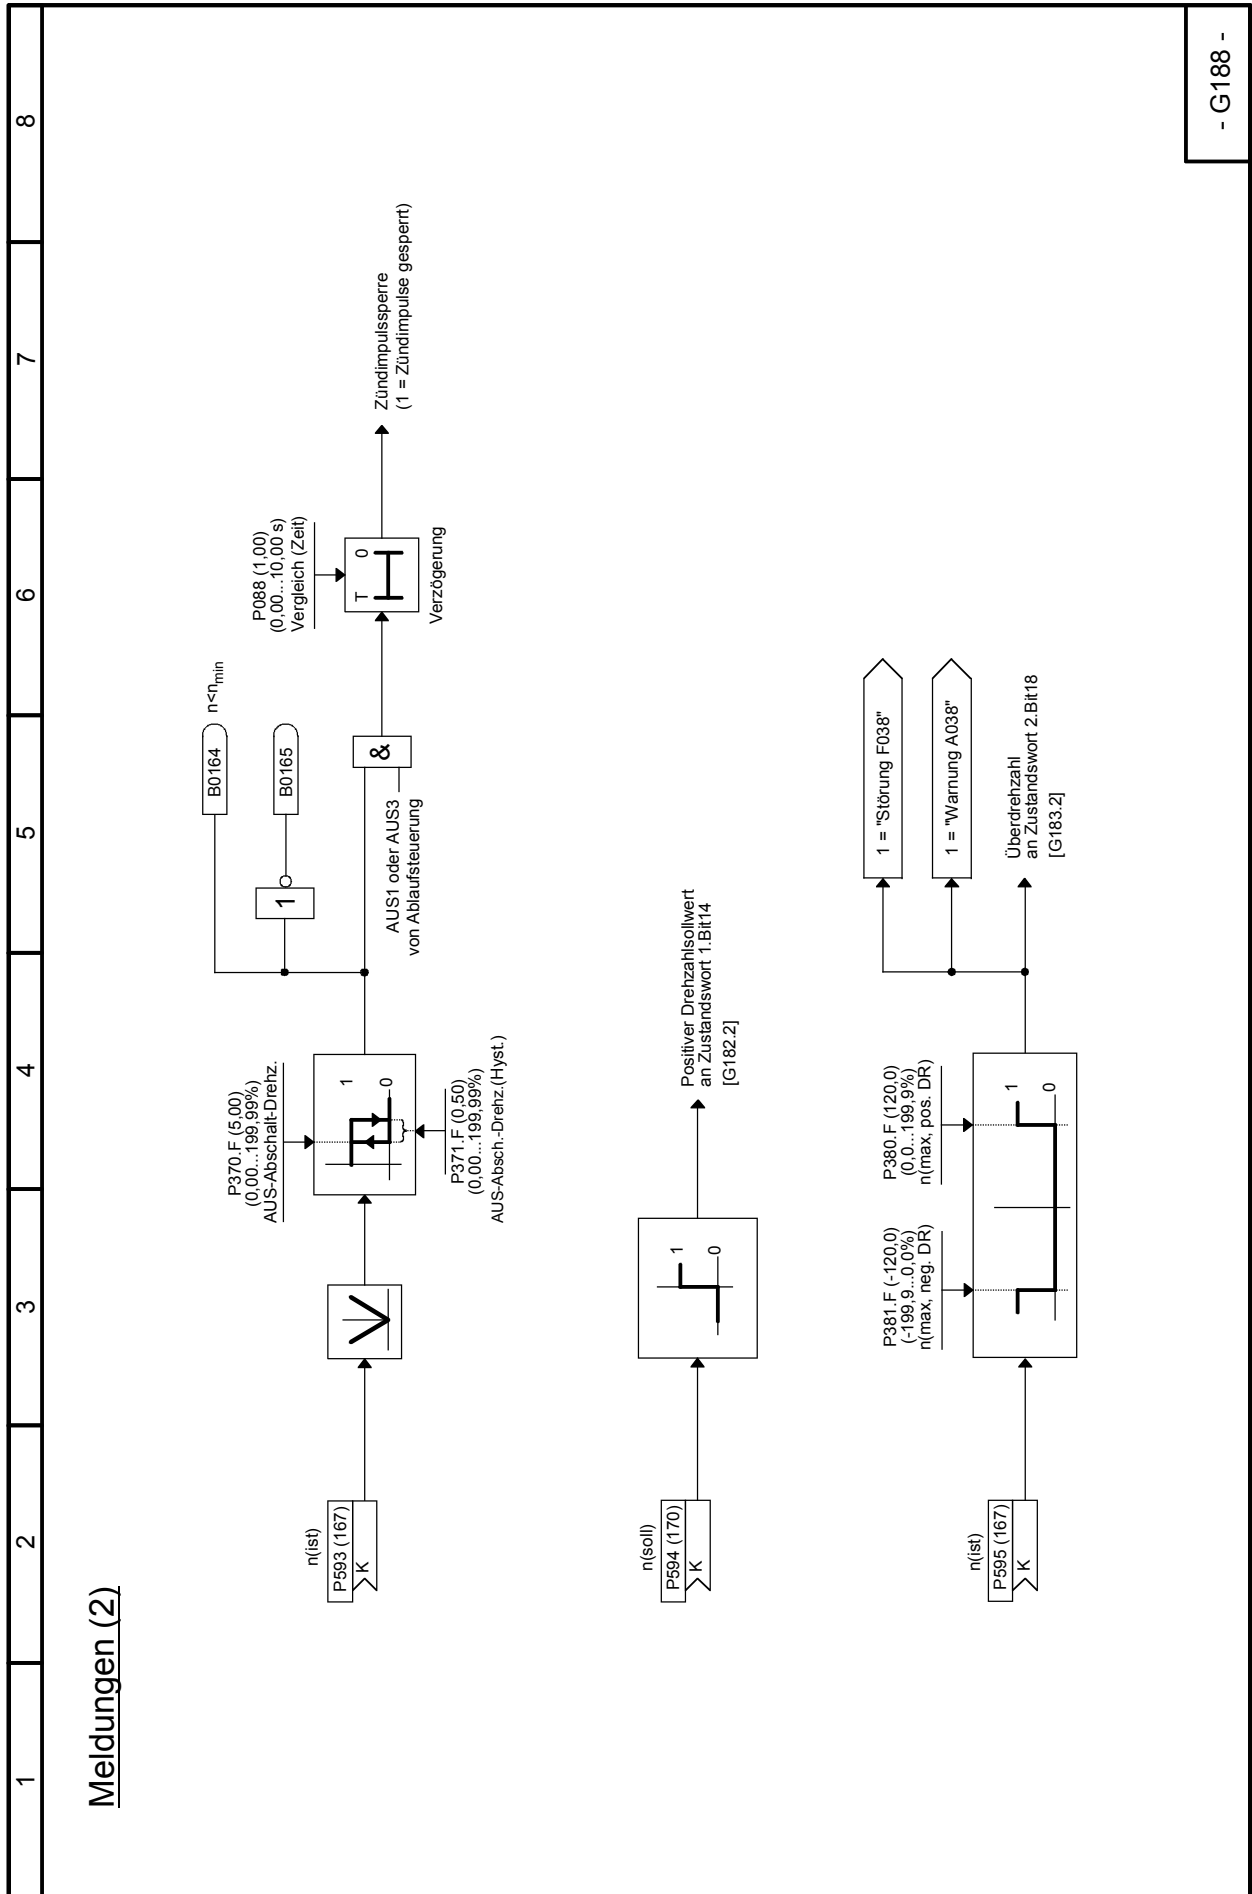 1 2 3 4 5 6 7 8
Meldungen (2)
n(ist)
P593 (167)
K
P370.F (5,00)
(0,00...199,99%)
AUS-Abschalt-Drehz.
1
0
P371.F (0,50)
(0,00...199,99%)
AUS-Absch.-Drehz.(Hyst.)
B0164
n<nmin
1
B0165
&
AUS1 oder AUS3
von Ablaufsteuerung
P088 (1,00)
(0,00...10,00 s)
Vergleich (Zeit)
T 0
Verzögerung
Zündimpulssperre
(1 = Zündimpulse gesperrt)
n(soll)
P594 (170)
K
1
0
Positiver Drehzahlsollwert
an Zustandswort 1.Bit14
[G182.2]
n(ist)
P595 (167)
K
P381.F (-120,0)
(-199,9...0,0%)
n(max, neg. DR)
P380.F (120,0)
(0,0...199,9%)
n(max, pos. DR)
1
0
1 = "Störung F038"
1 = "Warnung A038"
Überdrehzahl
an Zustandswort 2.Bit18
[G183.2]
- G188 -